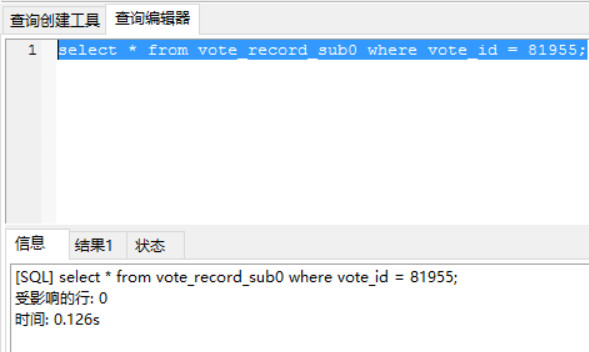 查询创建工具 查询编辑器
1 select * from vote_record_sub0 where vote_id = 81955;
信息 结果1 状态
[SQL] select * from vote_record_sub0 where vote_id = 81955;
受影响的行: 0
时间: 0.126s